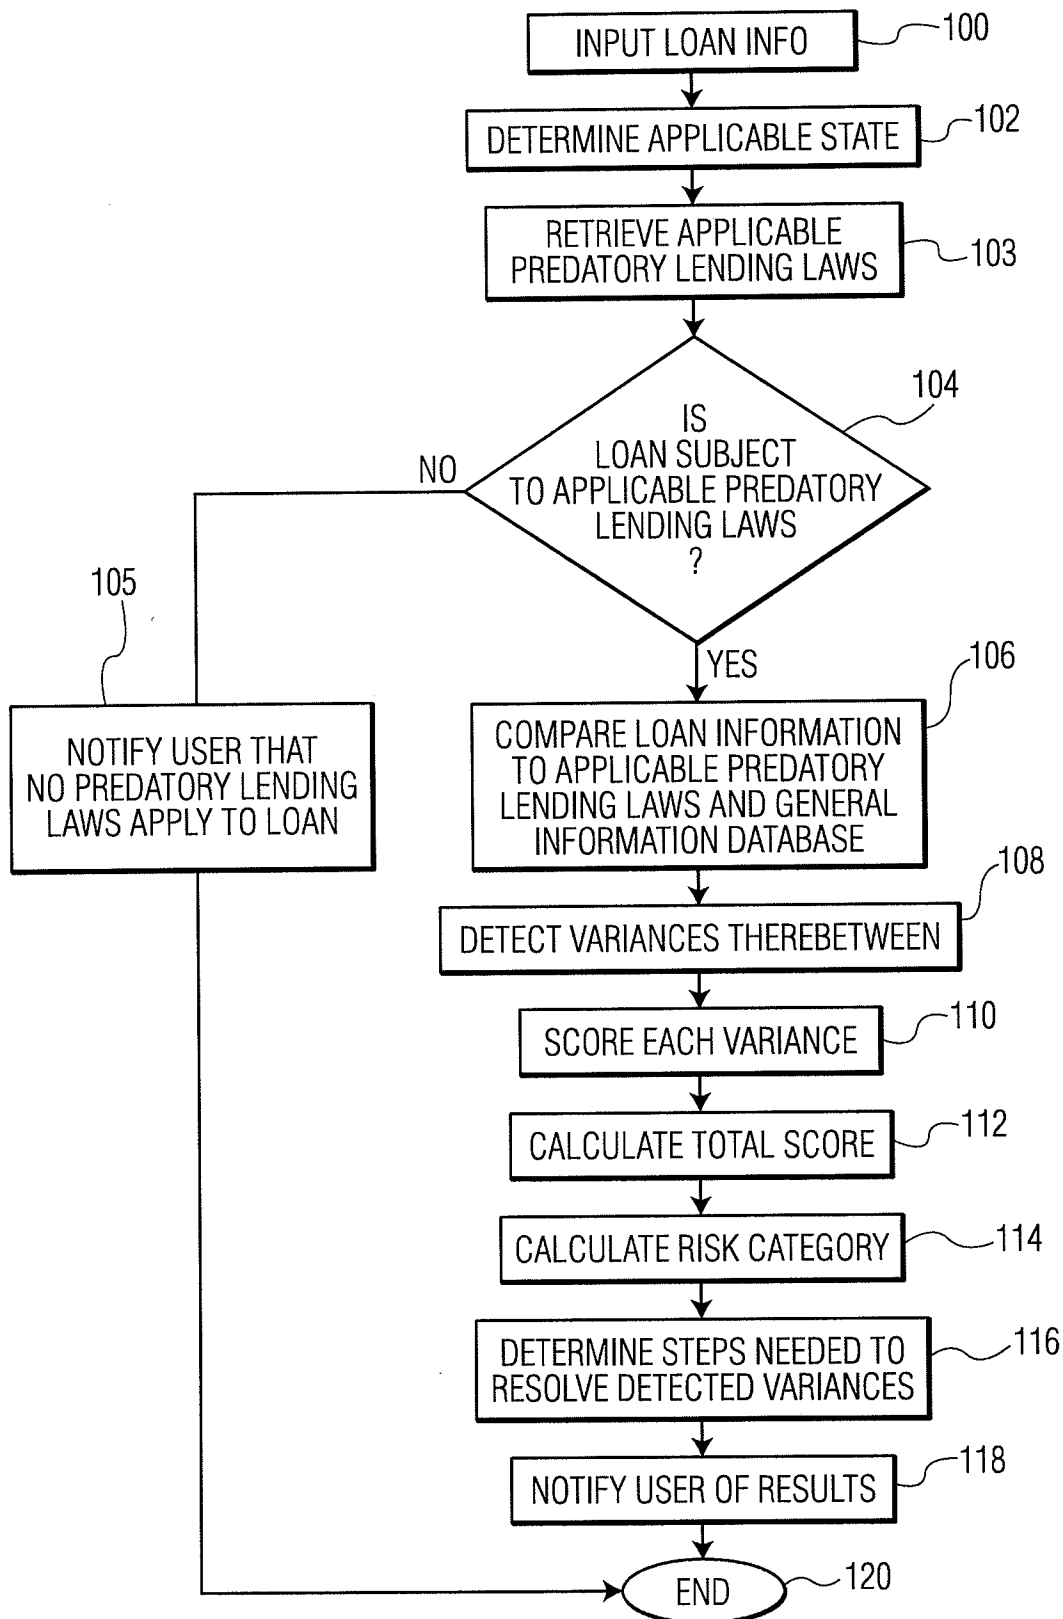 INPUT LOAN INFO
100
DETERMINE APPLICABLE STATE
102
RETRIEVE APPLICABLE
PREDATORY LENDING LAWS
103
IS
LOAN SUBJECT
TO APPLICABLE PREDATORY
LENDING LAWS
?
104
NO
YES
105
NOTIFY USER THAT
NO PREDATORY LENDING
LAWS APPLY TO LOAN
COMPARE LOAN INFORMATION
TO APPLICABLE PREDATORY
LENDING LAWS AND GENERAL
INFORMATION DATABASE
106
DETECT VARIANCES THEREBETWEEN
108
SCORE EACH VARIANCE
110
CALCULATE TOTAL SCORE
112
CALCULATE RISK CATEGORY
114
DETERMINE STEPS NEEDED TO
RESOLVE DETECTED VARIANCES
116
NOTIFY USER OF RESULTS
118
END
120